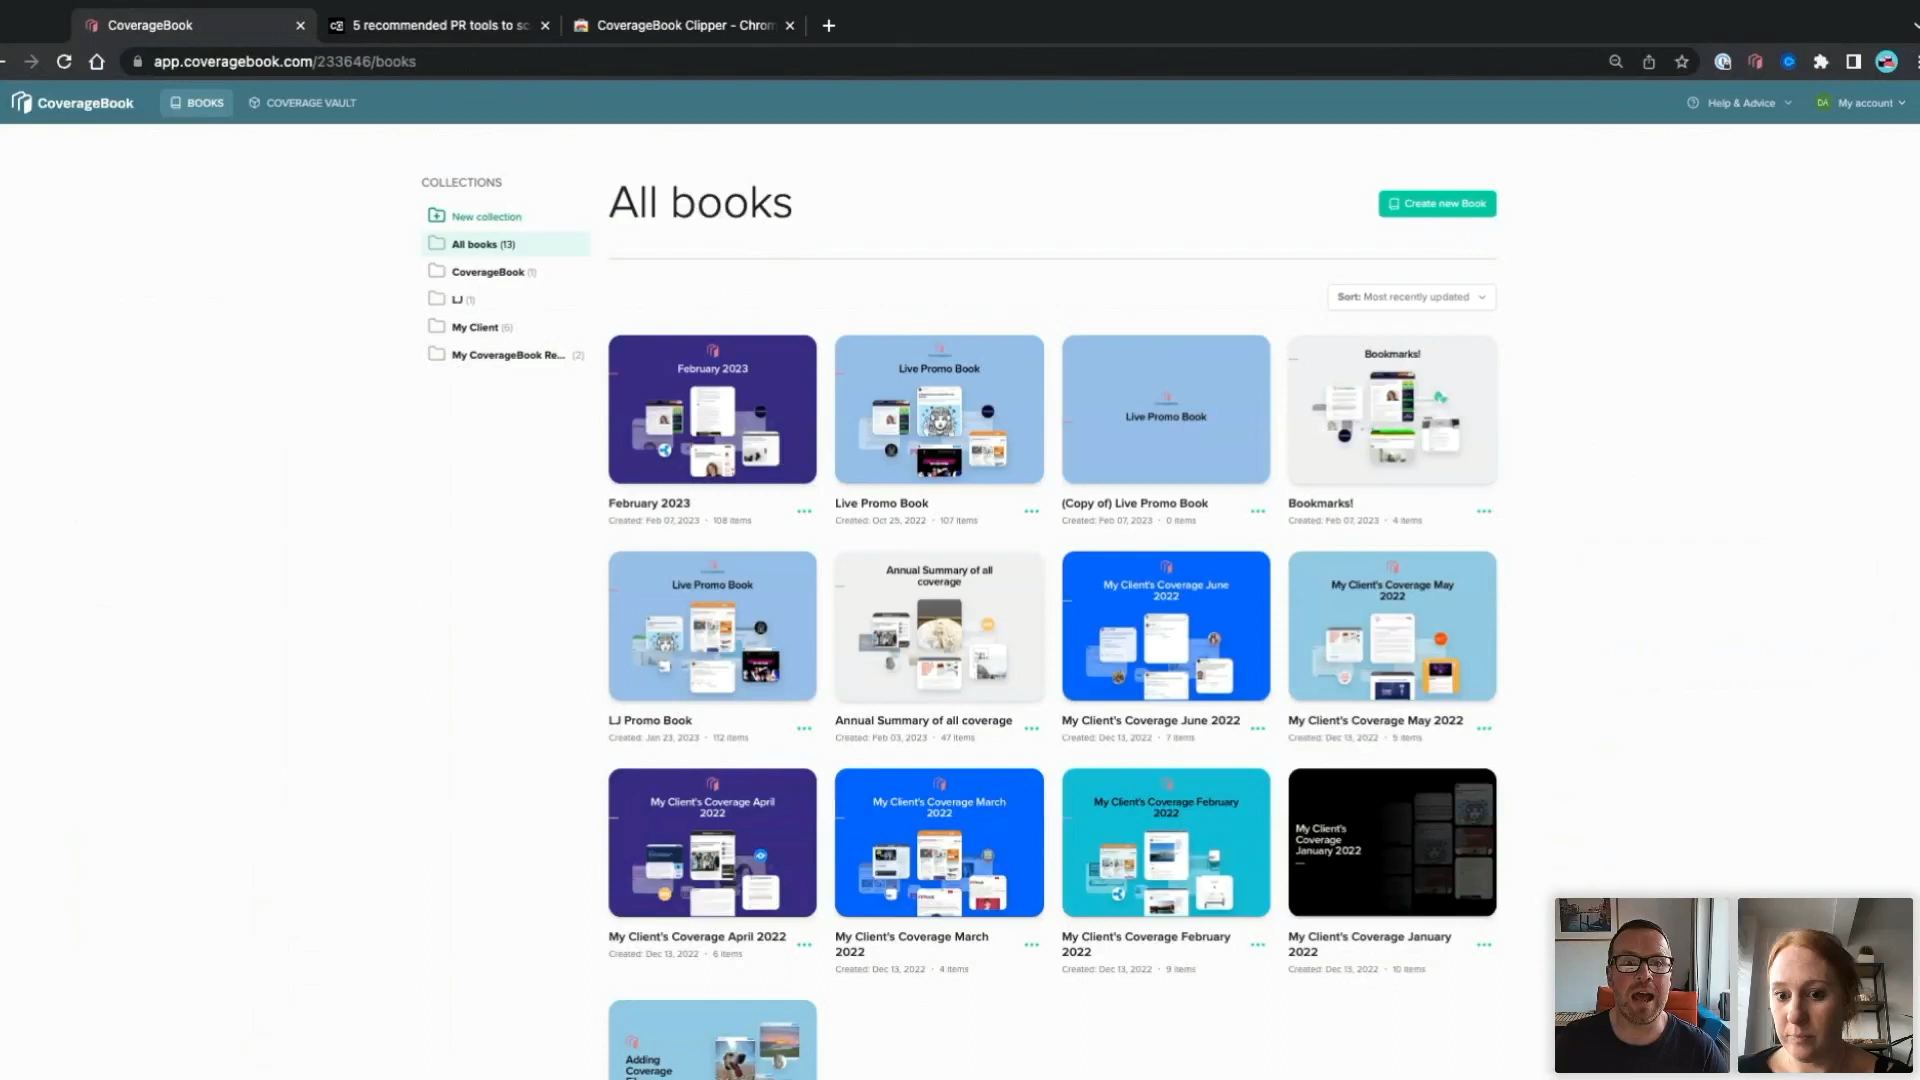 CoverageBook
5 recommended PR tools to sc
CoverageBook Clipper - Chrom
app.coveragebook.com/233646/books
CoverageBook
BOOKS
COVERAGE VAULT
Help & Advice
DA
My account
COLLECTIONS
New collection
All books (13)
CoverageBook (1)
LJ (1)
My Client (6)
My CoverageBook Re... (2)
All books
Create new Book
Sort: Most recently updated
February 2023
Live Promo Book
Live Promo Book
Bookmarks!
February 2023
Created: Feb 07, 2023 · 108 items
Live Promo Book
Created: Oct 25, 2022 · 107 items
(Copy of) Live Promo Book
Created: Feb 07, 2023 · 0 items
Bookmarks!
Created: Feb 07, 2023 · 4 items
Live Promo Book
Annual Summary of all
coverage
My Client's Coverage June
2022
My Client's Coverage May
2022
LJ Promo Book
Created: Jan 23, 2023 · 112 items
Annual Summary of all coverage
Created: Feb 03, 2023 · 47 items
My Client's Coverage June 2022
Created: Dec 13, 2022 · 7 items
My Client's Coverage May 2022
Created: Dec 13, 2022 · 5 items
My Client's Coverage April
2022
My Client's Coverage March
2022
My Client's Coverage February
2022
My Client's
Coverage
January 2022
My Client's Coverage April 2022
Created: Dec 13, 2022 · 6 items
My Client's Coverage March
2022
Created: Dec 13, 2022 · 4 items
My Client's Coverage February
2022
Created: Dec 13, 2022 · 9 items
My Client's Coverage January
2022
Created: Dec 13, 2022 · 10 items
Adding
Coverage